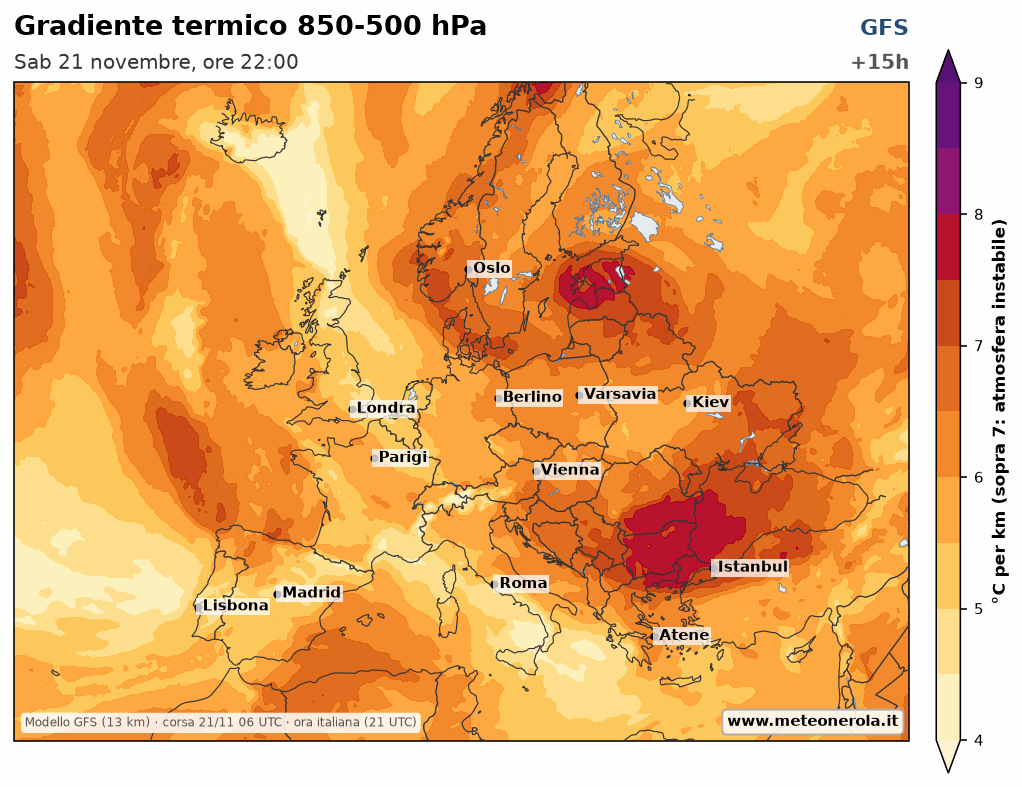 Gradiente termico 850-500 hPa
GFS
Sab 21 novembre, ore 22:00
+15h
9
8
7
6
5
4
°C per km (sopra 7: atmosfera instabile)
Oslo
Berlino
Varsavia
Kiev
Londra
Parigi
Vienna
Istanbul
Roma
Madrid
Lisbona
Atene
Modello GFS (13 km) · corsa 21/11 06 UTC · ora italiana (21 UTC)
www.meteonerola.it